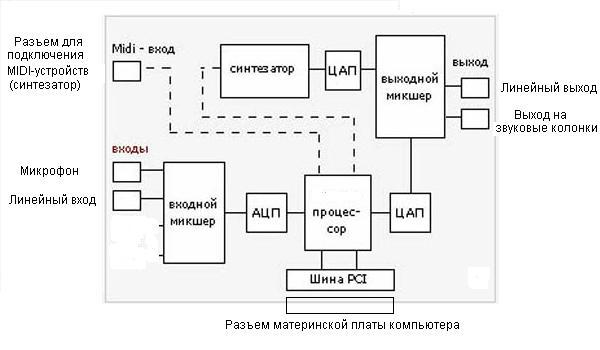 Разъем для
подключения
MIDI-устройств
(синтезатор)
Midi - вход
синтезатор
ЦАП
выходной
микшер
выход
Линейный выход
Выход на
звуковые колонки
входы
Микрофон
Линейный вход
входной
микшер
АЦП
процес-
сор
ЦАП
Шина PCI
Разъем материнской платы компьютера